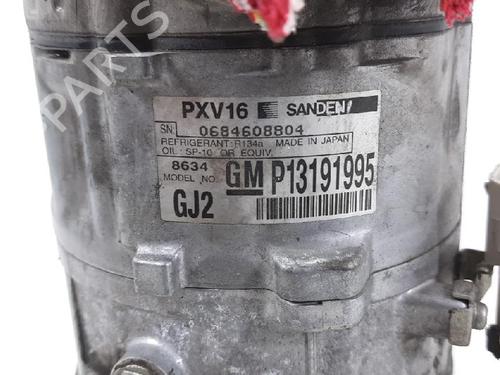 PXV16 SANDEN
SN: 0684608804
REFRIGERANT:R134a MADE IN JAPAN
OIL: SP-10 OR EQUIV.
8634
MODEL NO.
GM P13191995
GJ2
PARTS